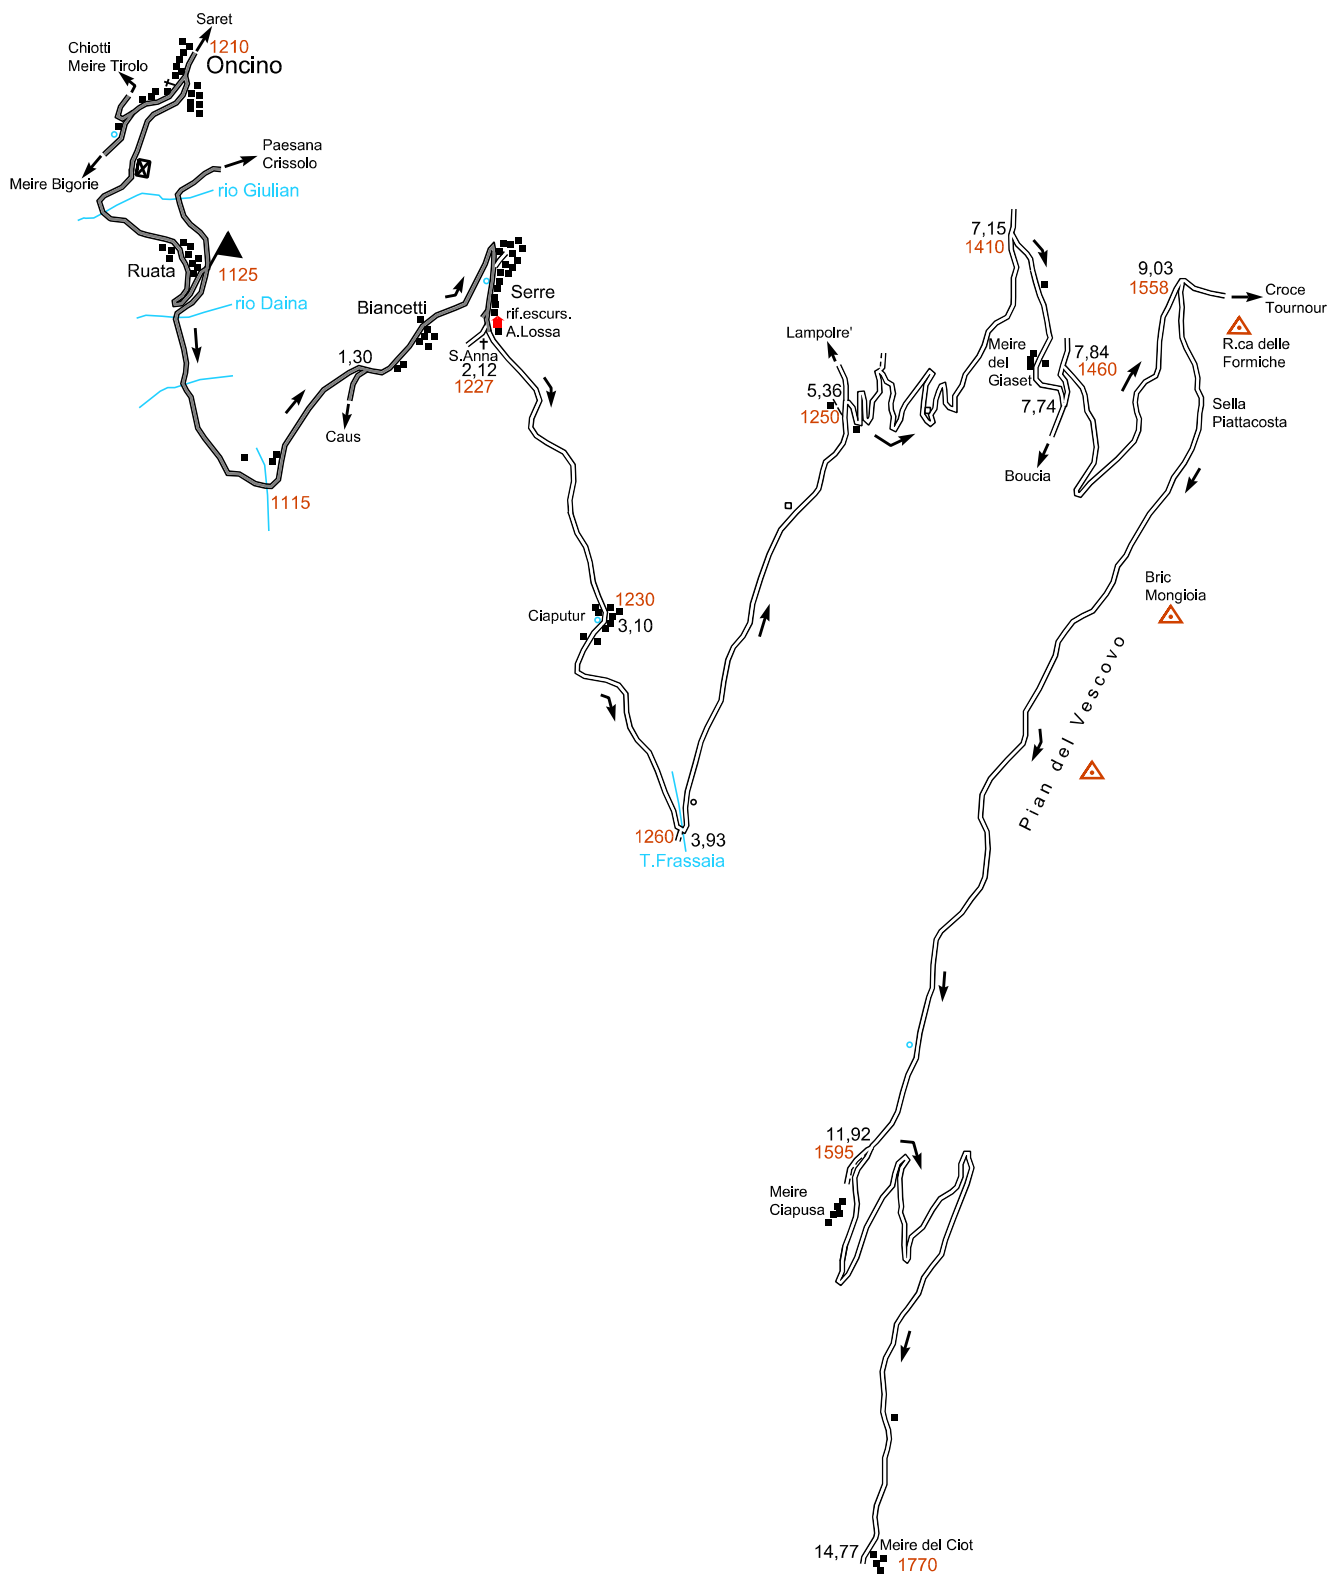 Saret
1210
Oncino
Chiotti
Meire Tirolo
Paesana
Crissolo
Meire Bigorie
rio Giulian
Ruata
1125
rio Daina
Biancetti
1,30
Caus
1115
Serre
rif.escurs.
A.Lossa
S.Anna
2,12
1227
Ciaputur
1230
3,10
1260
3,93
T.Frassaia
Lampoire'
5,36
1250
7,15
1410
Meire
del
Giaset
7,84
1460
7,74
Boucia
9,03
1558
Croce
Tournour
R.ca delle
Formiche
Sella
Piattacosta
Bric
Mongioia
Pian del Vescovo
11,92
1595
Meire
Ciapusa
14,77
Meire del Ciot
1770